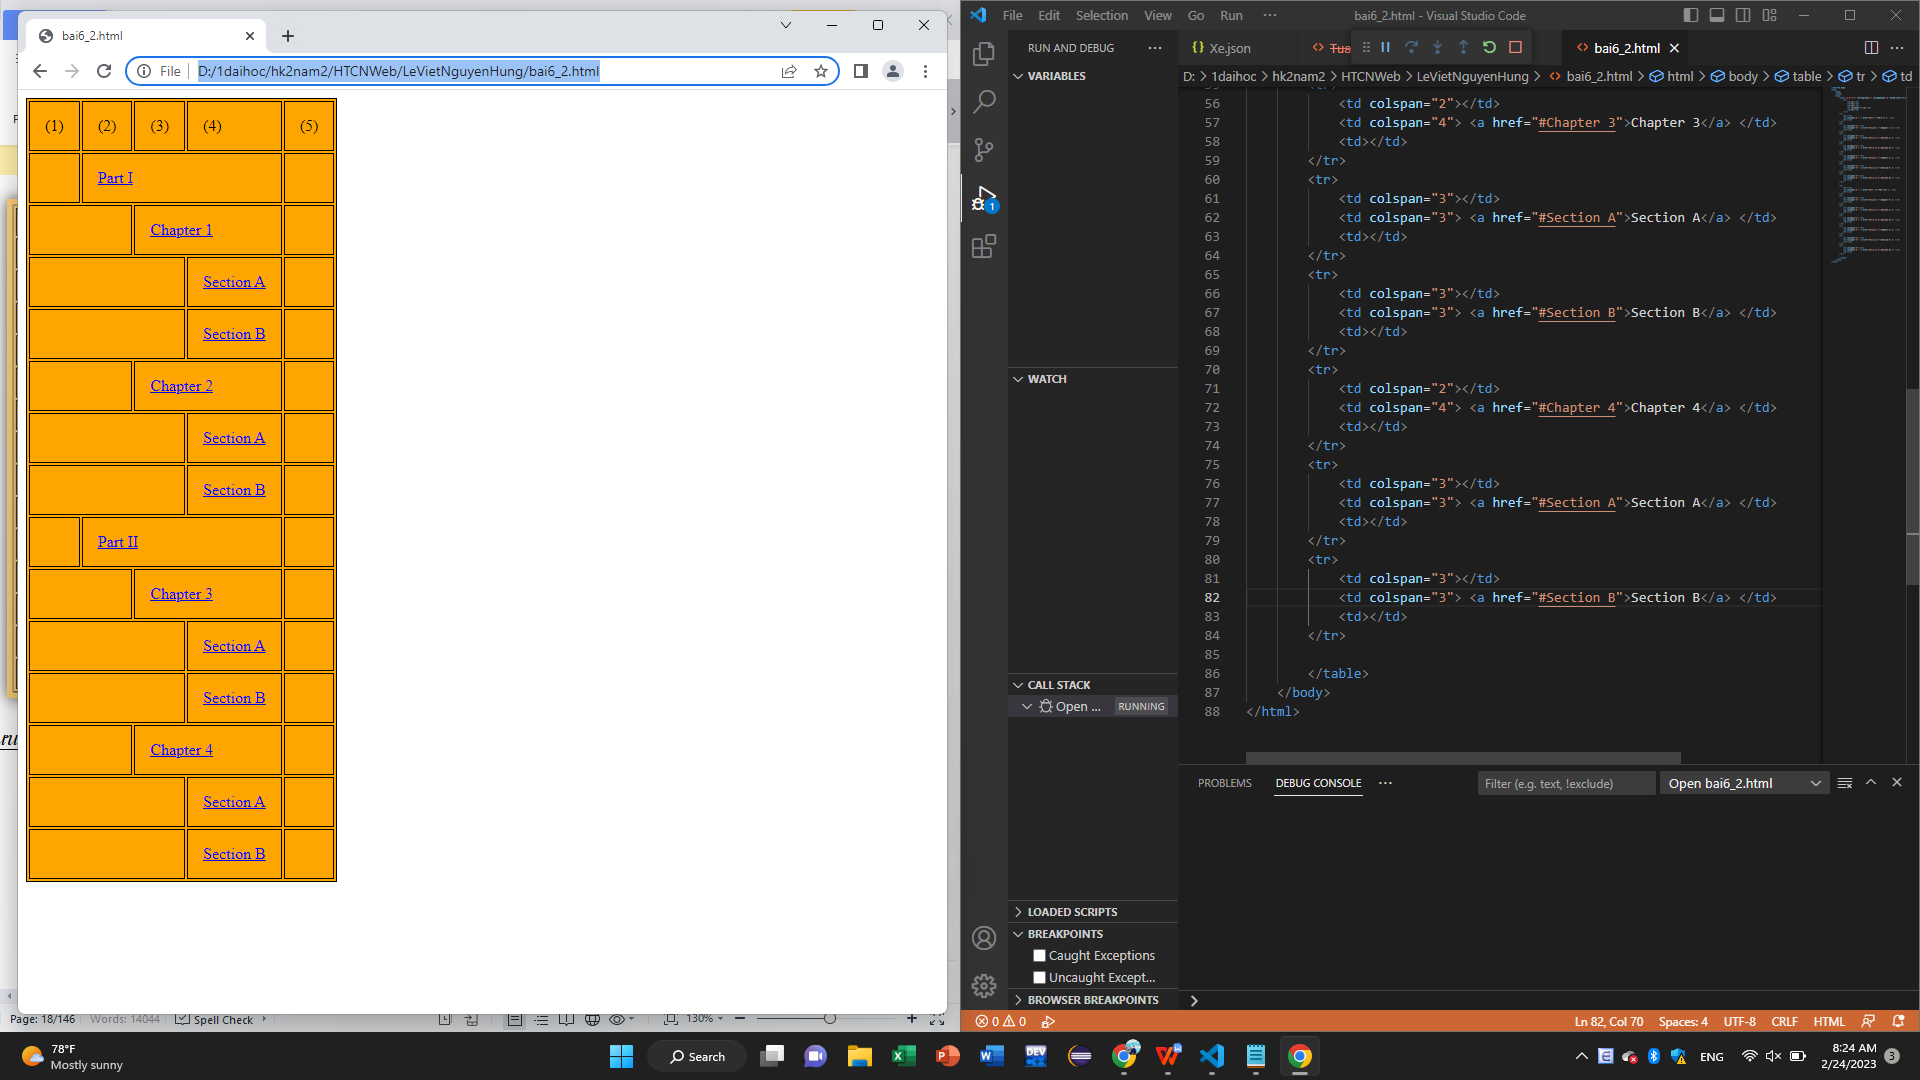 bai6_2.html
File
D:/1daihoc/hk2nam2/HTCNWeb/LeVietNguyenHung/bai6_2.html
(1) (2) (3) (4) (5)
Part I
Chapter 1
Section A
Section B
Chapter 2
Section A
Section B
Part II
Chapter 3
Section A
Section B
Chapter 4
Section A
Section B
Page: 18/146 Words: 14044 Spell Check 130%
File Edit Selection View Go Run ··· bai6_2.html - Visual Studio Code
RUN AND DEBUG ···
VARIABLES
WATCH
CALL STACK
Open ... RUNNING
LOADED SCRIPTS
BREAKPOINTS
Caught Exceptions
Uncaught Except...
BROWSER BREAKPOINTS
{} Xe.json <> Tua <> bai6_2.html
D: > 1daihoc > hk2nam2 > HTCNWeb > LeVietNguyenHung > <> bai6_2.html > html > body > table > tr > td
56 <td colspan="2"></td>
57 <td colspan="4"> <a href="#Chapter 3">Chapter 3</a> </td>
58 <td></td>
59 </tr>
60 <tr>
61 <td colspan="3"></td>
62 <td colspan="3"> <a href="#Section A">Section A</a> </td>
63 <td></td>
64 </tr>
65 <tr>
66 <td colspan="3"></td>
67 <td colspan="3"> <a href="#Section B">Section B</a> </td>
68 <td></td>
69 </tr>
70 <tr>
71 <td colspan="2"></td>
72 <td colspan="4"> <a href="#Chapter 4">Chapter 4</a> </td>
73 <td></td>
74 </tr>
75 <tr>
76 <td colspan="3"></td>
77 <td colspan="3"> <a href="#Section A">Section A</a> </td>
78 <td></td>
79 </tr>
80 <tr>
81 <td colspan="3"></td>
82 <td colspan="3"> <a href="#Section B">Section B</a> </td>
83 <td></td>
84 </tr>
85
86 </table>
87 </body>
88 </html>
PROBLEMS DEBUG CONSOLE ··· Filter (e.g. text, !exclude) Open bai6_2.html
0 0 Ln 82, Col 70 Spaces: 4 UTF-8 CRLF HTML
78°F
Mostly sunny
Search
DEV
ENG
8:24 AM
2/24/2023
3